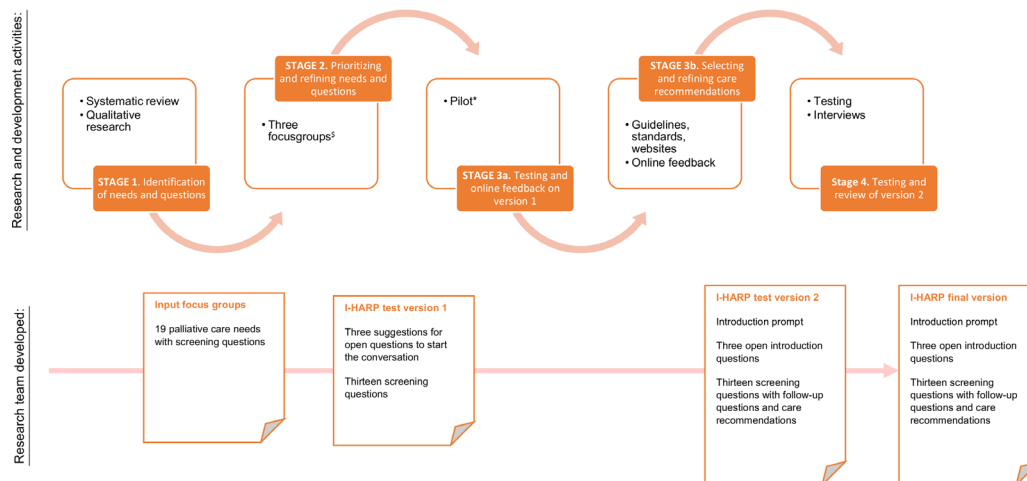 Research and development activities:
• Systematic review
• Qualitative
research
STAGE 1. Identification
of needs and questions
STAGE 2. Prioritizing
and refining needs and
questions
• Three
focusgroups$
• Pilot*
STAGE 3a. Testing and
online feedback on
version 1
STAGE 3b. Selecting
and refining care
recommendations
• Guidelines,
standards,
websites
• Online feedback
• Testing
• Interviews
Stage 4. Testing and
review of version 2
Research team developed:
Input focus groups
19 palliative care needs
with screening questions
I-HARP test version 1
Three suggestions for
open questions to start
the conversation
Thirteen screening
questions
I-HARP test version 2
Introduction prompt
Three open introduction
questions
Thirteen screening
questions with follow-up
questions and care
recommendations
I-HARP final version
Introduction prompt
Three open introduction
questions
Thirteen screening
questions with follow-up
questions and care
recommendations